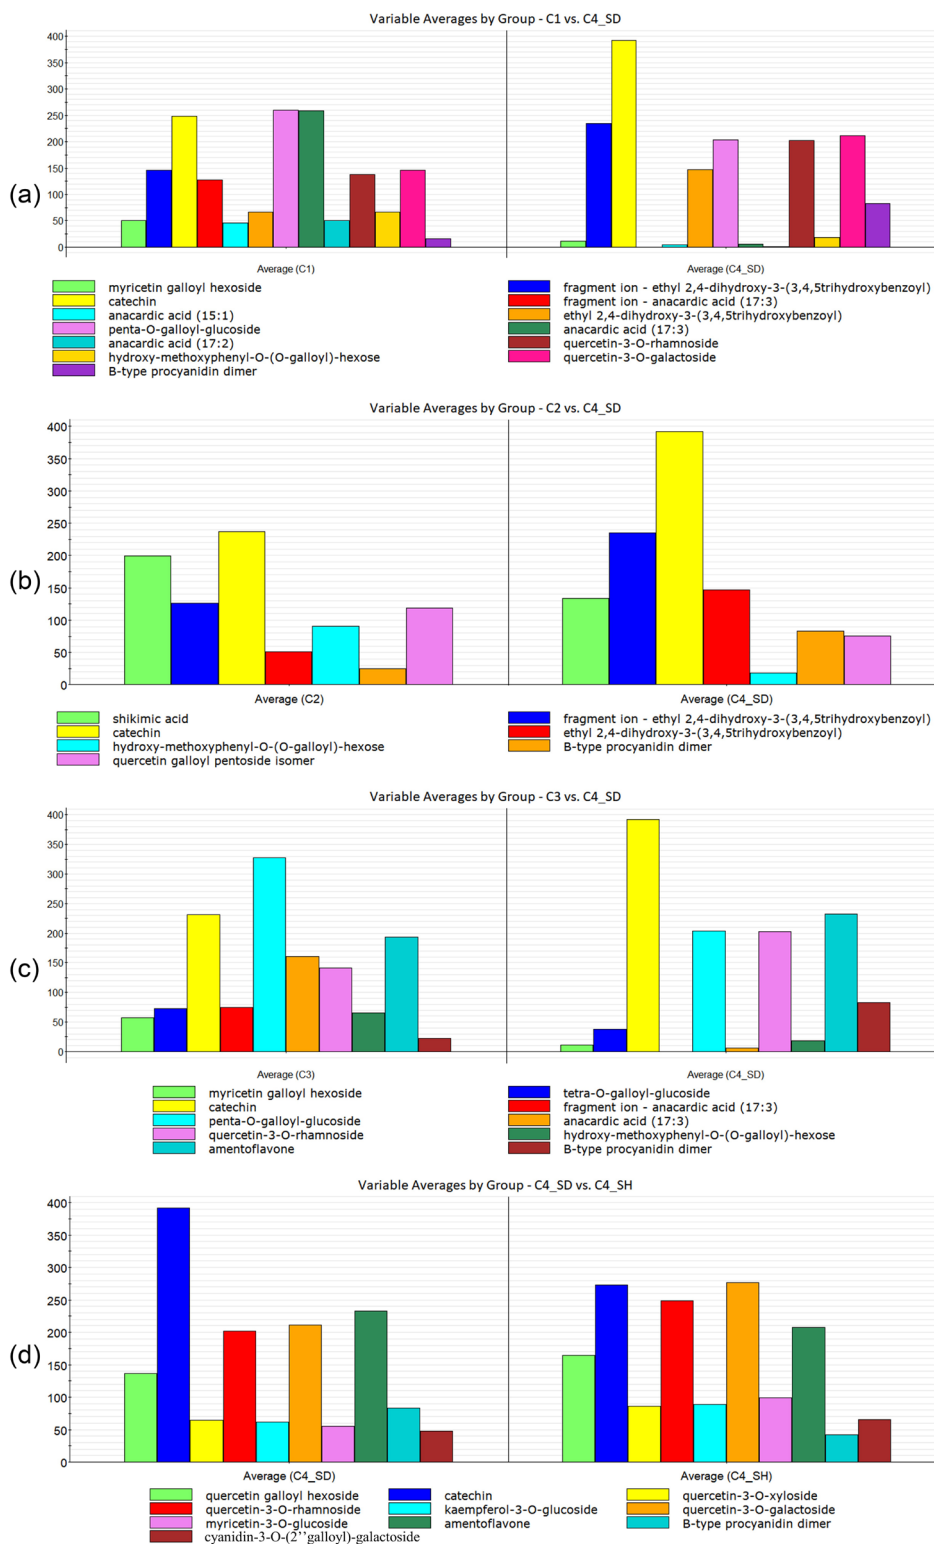 Variable Averages by Group - C1 vs. C4_SD
(a)
400
350
300
250
200
150
100
50
0
Average (C1)
Average (C4_SD)
myricetin galloyl hexoside
fragment ion - ethyl 2,4-dihydroxy-3-(3,4,5trihydroxybenzoyl)
catechin
fragment ion - anacardic acid (17:3)
anacardic acid (15:1)
ethyl 2,4-dihydroxy-3-(3,4,5trihydroxybenzoyl)
penta-O-galloyl-glucoside
anacardic acid (17:3)
anacardic acid (17:2)
quercetin-3-O-rhamnoside
hydroxy-methoxyphenyl-O-(O-galloyl)-hexose
quercetin-3-O-galactoside
B-type procyanidin dimer
Variable Averages by Group - C2 vs. C4_SD
(b)
400
350
300
250
200
150
100
50
0
Average (C2)
Average (C4_SD)
shikimic acid
fragment ion - ethyl 2,4-dihydroxy-3-(3,4,5trihydroxybenzoyl)
catechin
ethyl 2,4-dihydroxy-3-(3,4,5trihydroxybenzoyl)
hydroxy-methoxyphenyl-O-(O-galloyl)-hexose
B-type procyanidin dimer
quercetin galloyl pentoside isomer
Variable Averages by Group - C3 vs. C4_SD
(c)
400
350
300
250
200
150
100
50
0
Average (C3)
Average (C4_SD)
myricetin galloyl hexoside
tetra-O-galloyl-glucoside
catechin
fragment ion - anacardic acid (17:3)
penta-O-galloyl-glucoside
anacardic acid (17:3)
quercetin-3-O-rhamnoside
hydroxy-methoxyphenyl-O-(O-galloyl)-hexose
amentoflavone
B-type procyanidin dimer
Variable Averages by Group - C4_SD vs. C4_SH
(d)
400
350
300
250
200
150
100
50
0
Average (C4_SD)
Average (C4_SH)
quercetin galloyl hexoside
catechin
quercetin-3-O-xyloside
quercetin-3-O-rhamnoside
kaempferol-3-O-glucoside
quercetin-3-O-galactoside
myricetin-3-O-glucoside
amentoflavone
B-type procyanidin dimer
cyanidin-3-O-(2''galloyl)-galactoside